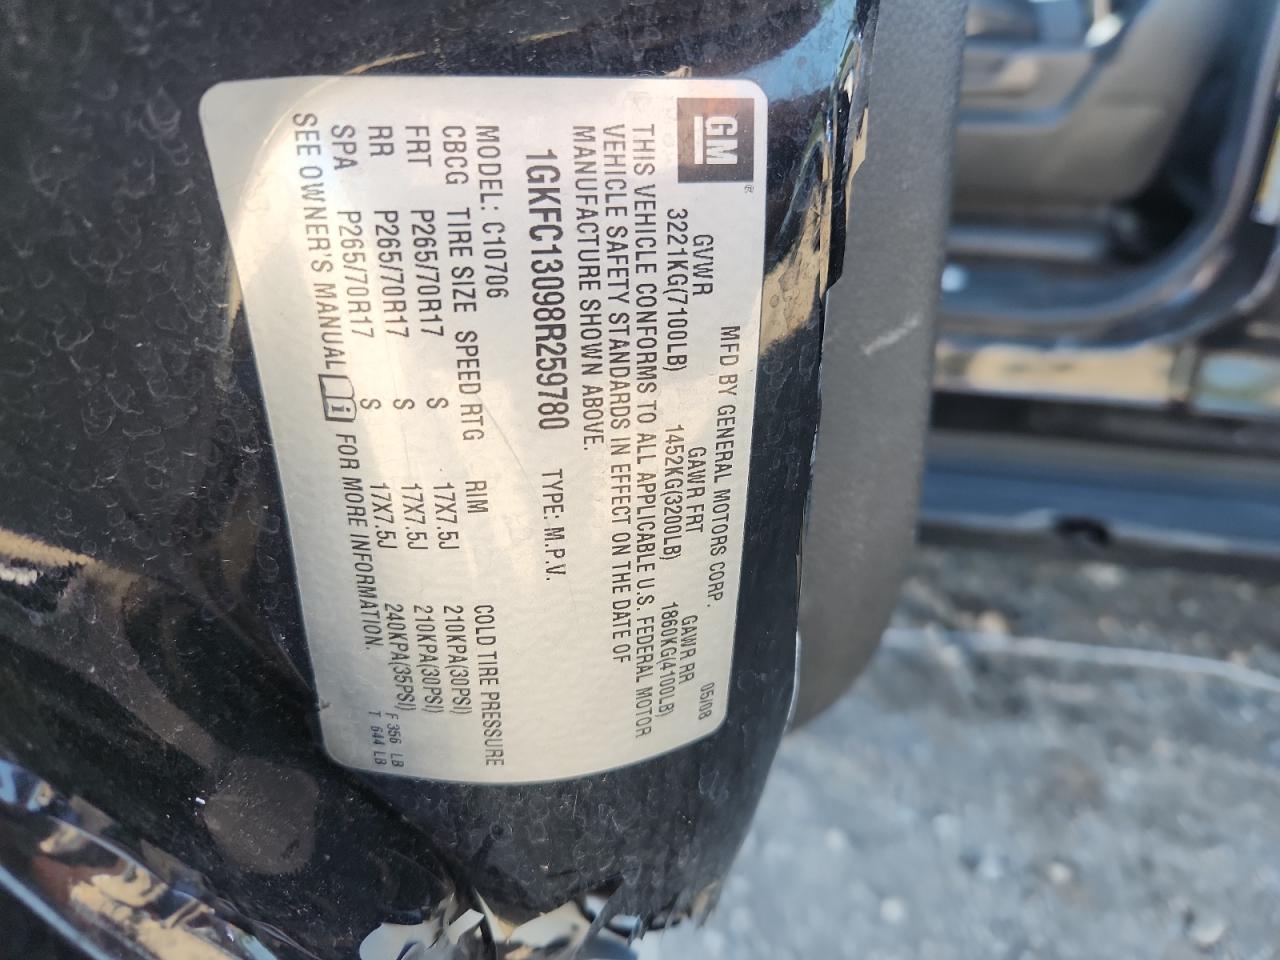 GM
MFD BY GENERAL MOTORS CORP. 05/08
GVWR GAWR FRT GAWR RR
3221KG(7100LB) 1452KG(3200LB) 1860KG(4100LB)
THIS VEHICLE CONFORMS TO ALL APPLICABLE U.S. FEDERAL MOTOR
VEHICLE SAFETY STANDARDS IN EFFECT ON THE DATE OF
MANUFACTURE SHOWN ABOVE.
1GKFC13098R259780 TYPE: M.P.V.
MODEL: C10706
CBCG TIRE SIZE SPEED RTG RIM COLD TIRE PRESSURE
FRT P265/70R17 S 17X7.5J 210KPA(30PSI)
RR P265/70R17 S 17X7.5J 210KPA(30PSI)
SPA P265/70R17 S 17X7.5J 240KPA(35PSI)
SEE OWNER'S MANUAL i FOR MORE INFORMATION.
F 356 LB
T 644 LB